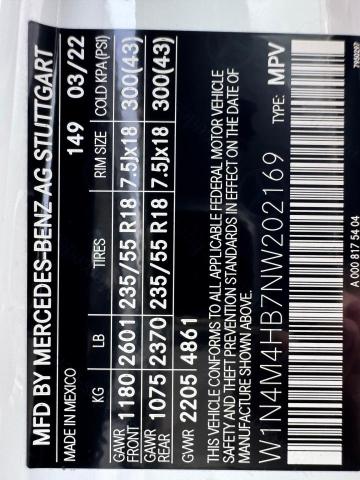 MFD BY MERCEDES-BENZ AG STUTTGART
MADE IN MEXICO 149 03/22
KG LB TIRES RIM SIZE COLD KPA(PSI)
GAWR FRONT 1180 2601 235/55 R18 7.5Jx18 300(43)
GAWR REAR 1075 2370 235/55 R18 7.5Jx18 300(43)
GVWR 2205 4861
THIS VEHICLE CONFORMS TO ALL APPLICABLE FEDERAL MOTOR VEHICLE
SAFETY AND THEFT PREVENTION STANDARDS IN EFFECT ON THE DATE OF
MANUFACTURE SHOWN ABOVE.
W1N4M4HB7NW202169 TYPE: MPV
A 000 817 54 04